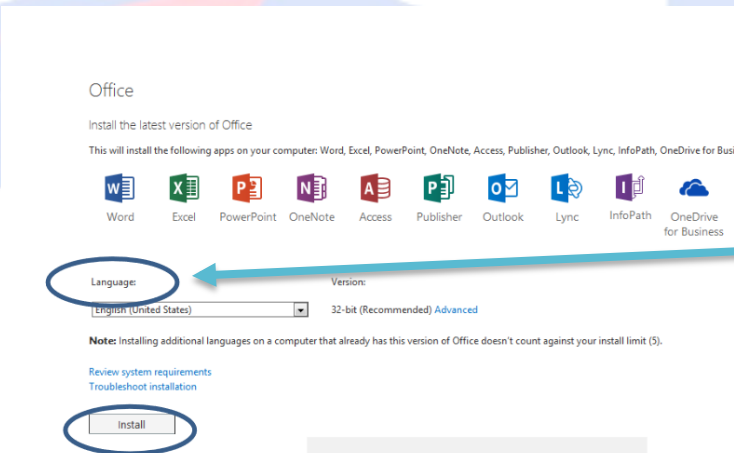 Office
Install the latest version of Office
This will install the following apps on your computer: Word, Excel, PowerPoint, OneNote, Access, Publisher, Outlook, Lync, InfoPath, OneDrive for Busi
Word Excel PowerPoint OneNote Access Publisher Outlook Lync InfoPath OneDrive
for Business
Language: Version:
English (United States) 32-bit (Recommended) Advanced
Note: Installing additional languages on a computer that already has this version of Office doesn't count against your install limit (5).
Review system requirements
Troubleshoot installation
Install